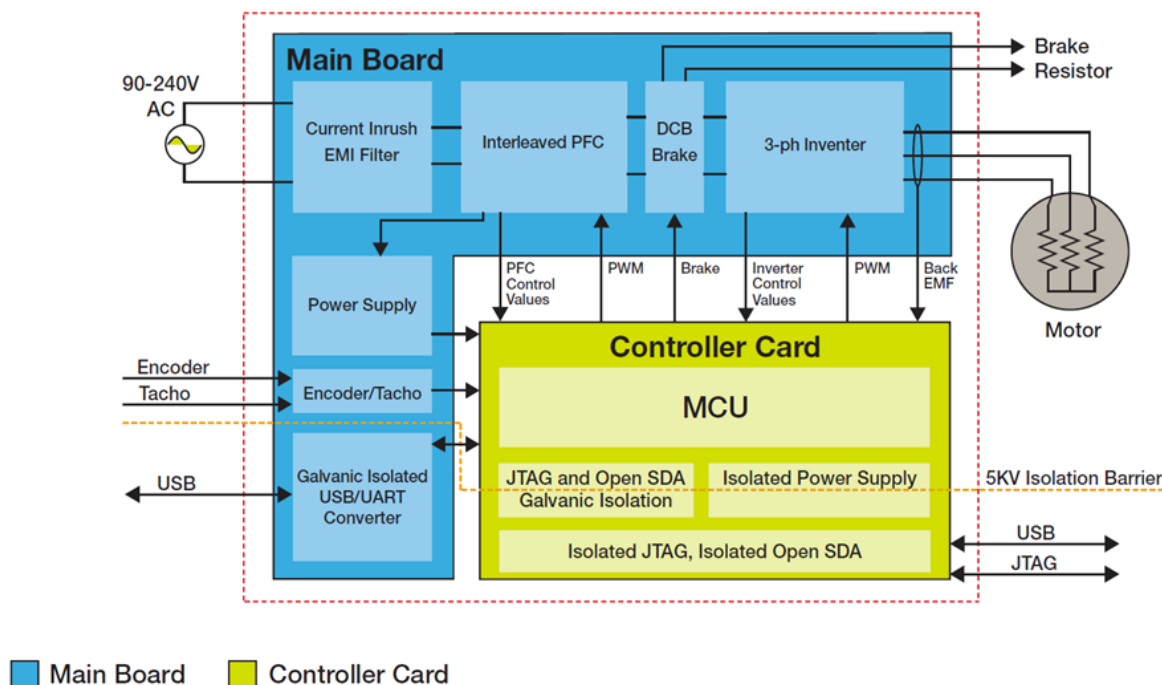 Main Board
Brake
Resistor
90-240V
AC
Current Inrush
EMI Filter
Interleaved PFC
DCB
Brake
3-ph Inventer
PFC
Control
Values
PWM
Brake
Inverter
Control
Values
PWM
Back
EMF
Motor
Power Supply
Controller Card
MCU
Encoder
Tacho
Encoder/Tacho
JTAG and Open SDA
Galvanic Isolation
Isolated Power Supply
5KV Isolation Barrier
USB
Galvanic Isolated
USB/UART
Converter
Isolated JTAG, Isolated Open SDA
USB
JTAG
Main Board
Controller Card